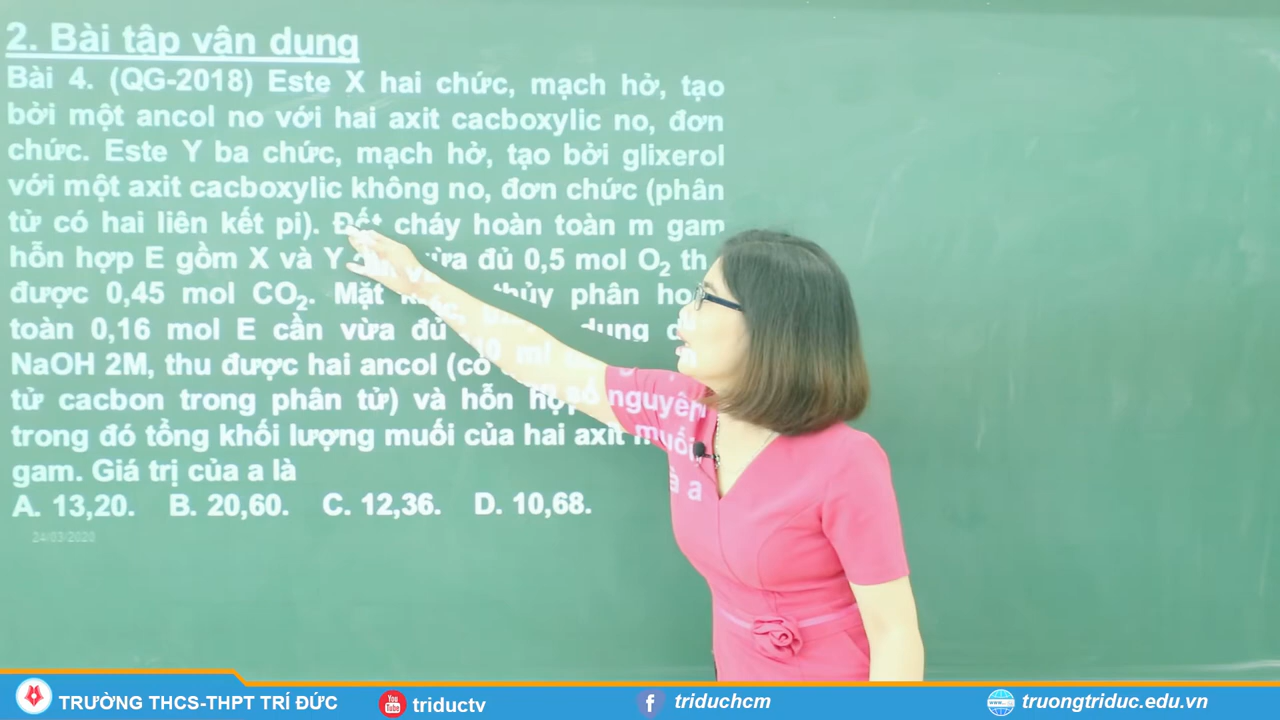 2. Bài tập vận dụng
Bài 4. (QG-2018) Este X hai chức, mạch hở, tạo
bởi một ancol no với hai axit cacboxylic no, đơn
chức. Este Y ba chức, mạch hở, tạo bởi glixerol
với một axit cacboxylic không no, đơn chức (phân
tử có hai liên kết pi). Đốt cháy hoàn toàn m gam
hỗn hợp E gồm X và Y vừa đủ 0,5 mol O2
được 0,45 mol CO2. Mặt thủy phân
toàn 0,16 mol E cần vừa đủ dung
NaOH 2M, thu được hai ancol (có nguyên
tử cacbon trong phân tử) và hỗn hợp muối,
trong đó tổng khối lượng muối của hai axit là a
gam. Giá trị của a là
A. 13,20. B. 20,60. C. 12,36. D. 10,68.
24/03/2020
TRƯỜNG THCS-THPT TRÍ ĐỨC
You Tube
triductv
f
triduchcm
www.
truongtriduc.edu.vn